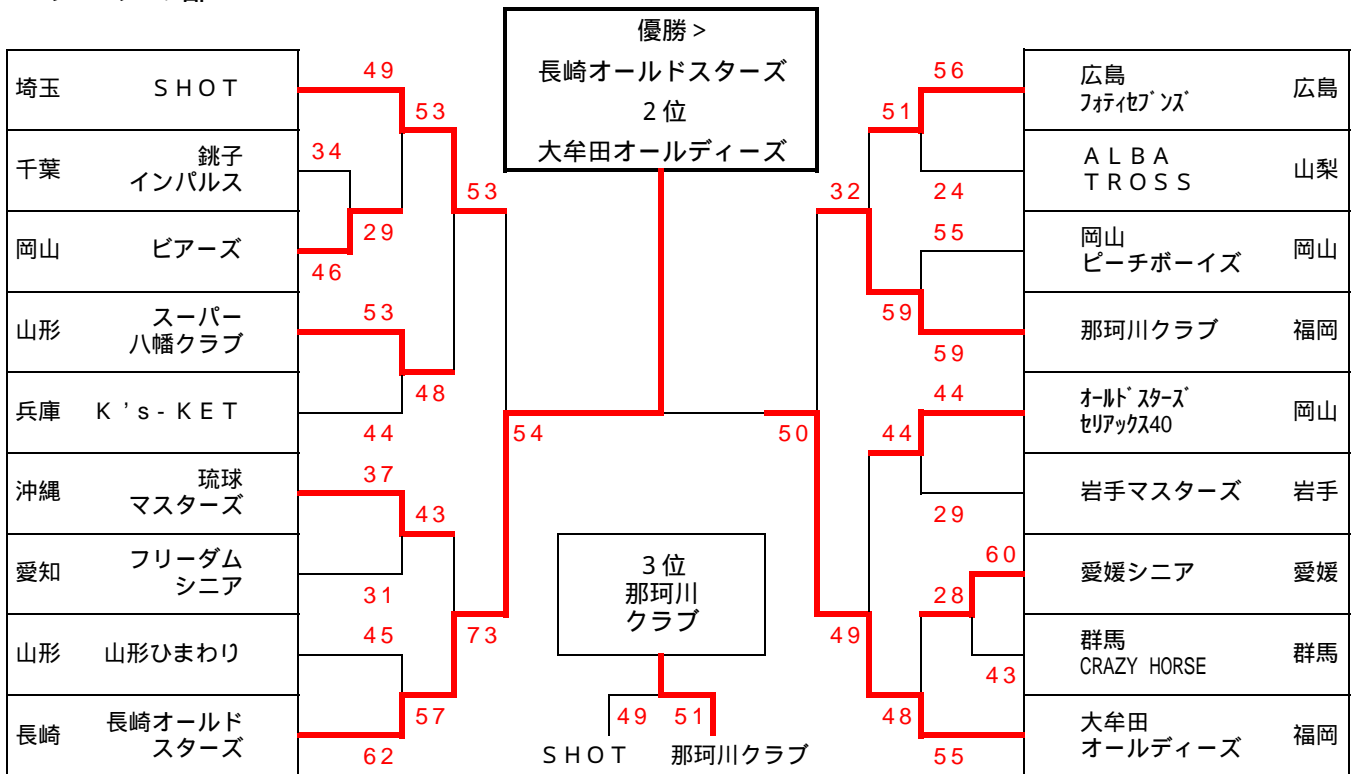 優勝>
長崎オールドスターズ
2位
大牟田オールディーズ
埼玉 SHOT
千葉 銚子
インパルス
岡山 ビアーズ
山形 スーパー
八幡クラブ
兵庫 K's-KET
沖縄 琉球
マスターズ
愛知 フリーダム
シニア
山形 山形ひまわり
長崎 長崎オールド
スターズ
49
53
34
53
29
46
53
48
44
54
37
43
31
45
73
57
62
3位
那珂川
クラブ
49 51
SHOT 那珂川クラブ
56
51
24
32
55
59
59
44
50
44
29
60
28
49
43
48
55
広島
フォティセブンズ 広島
ALBA
TROSS 山梨
岡山
ピーチボーイズ 岡山
那珂川クラブ 福岡
オールドスターズ
セリアックス40 岡山
岩手マスターズ 岩手
愛媛シニア 愛媛
群馬
CRAZY HORSE 群馬
大牟田
オールディーズ 福岡